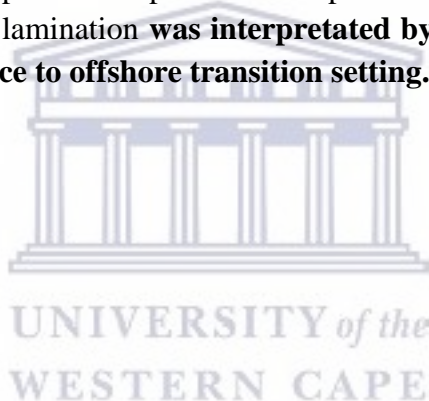 lamination was interpretated by
ce to offshore transition setting.
UNIVERSITY of the
WESTERN CAPE